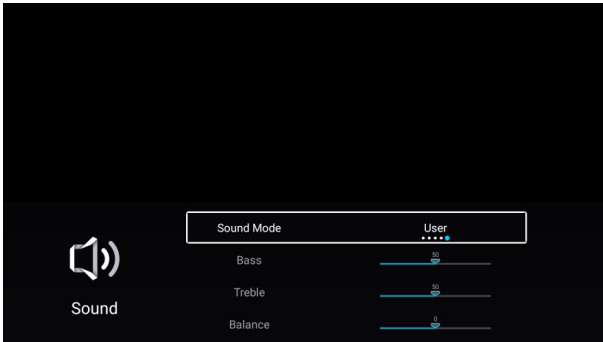 Sound Mode User
Bass 50
Treble 50
Sound
Balance 0